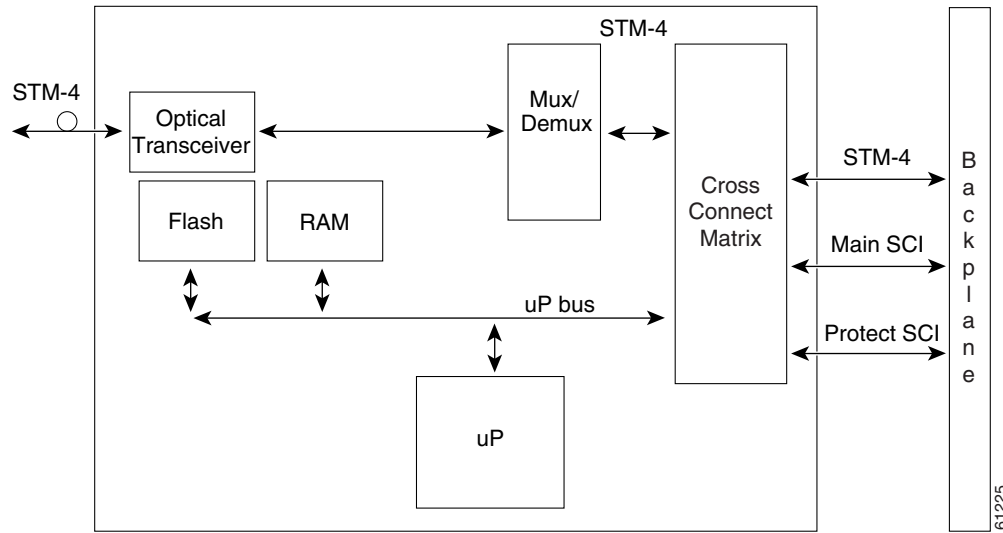 STM-4
STM-4
Optical
Transceiver
Mux/
Demux
Flash
RAM
Cross
Connect
Matrix
uP bus
uP
STM-4
Main SCI
Protect SCI
Backplane
61225